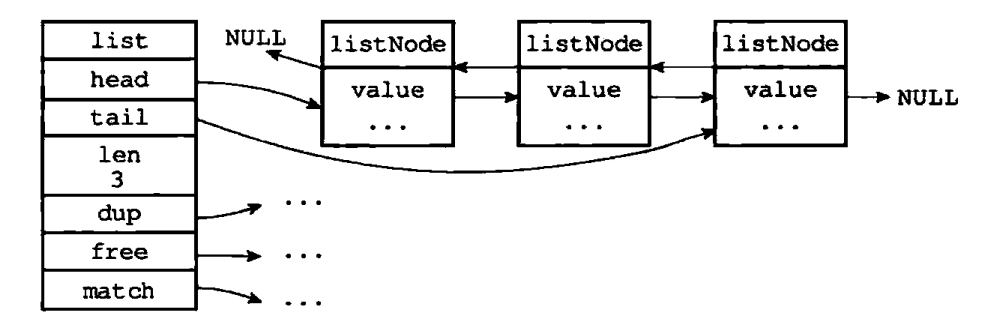 list
head
tail
len
3
dup
free
match
NULL
listNode
value
...
listNode
value
...
listNode
value
...
NULL
...
...
...